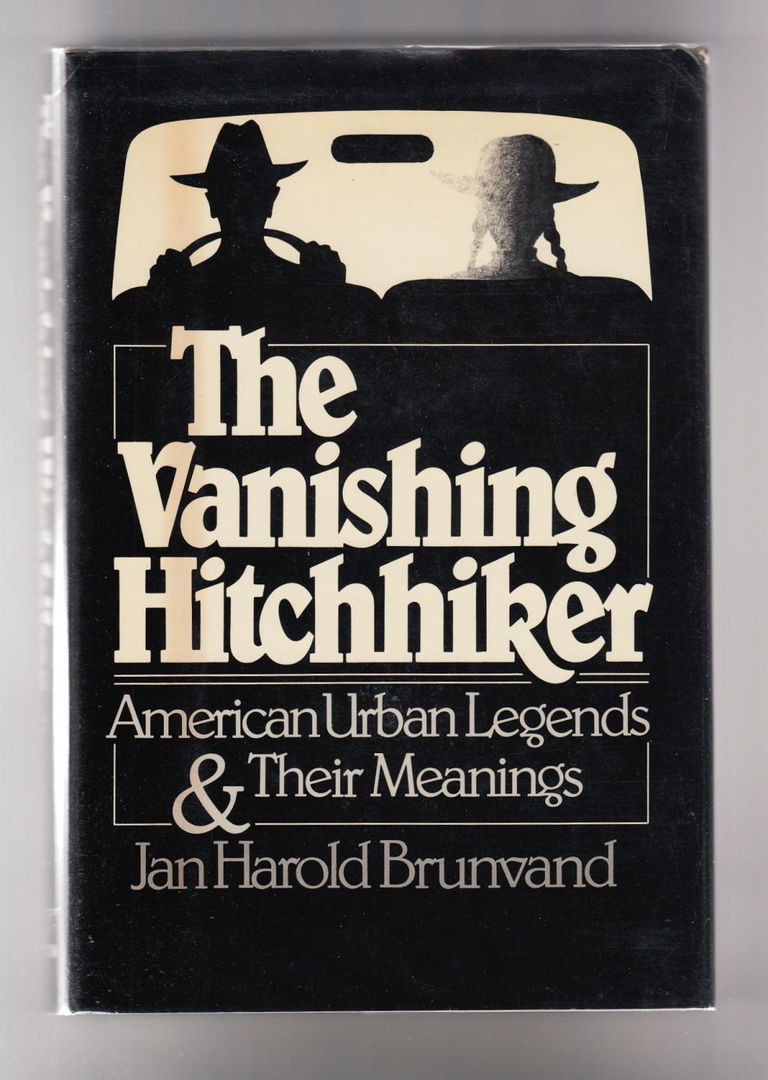 The
Vanishing
Hitchhiker
American Urban Legends
& Their Meanings
Jan Harold Brunvand